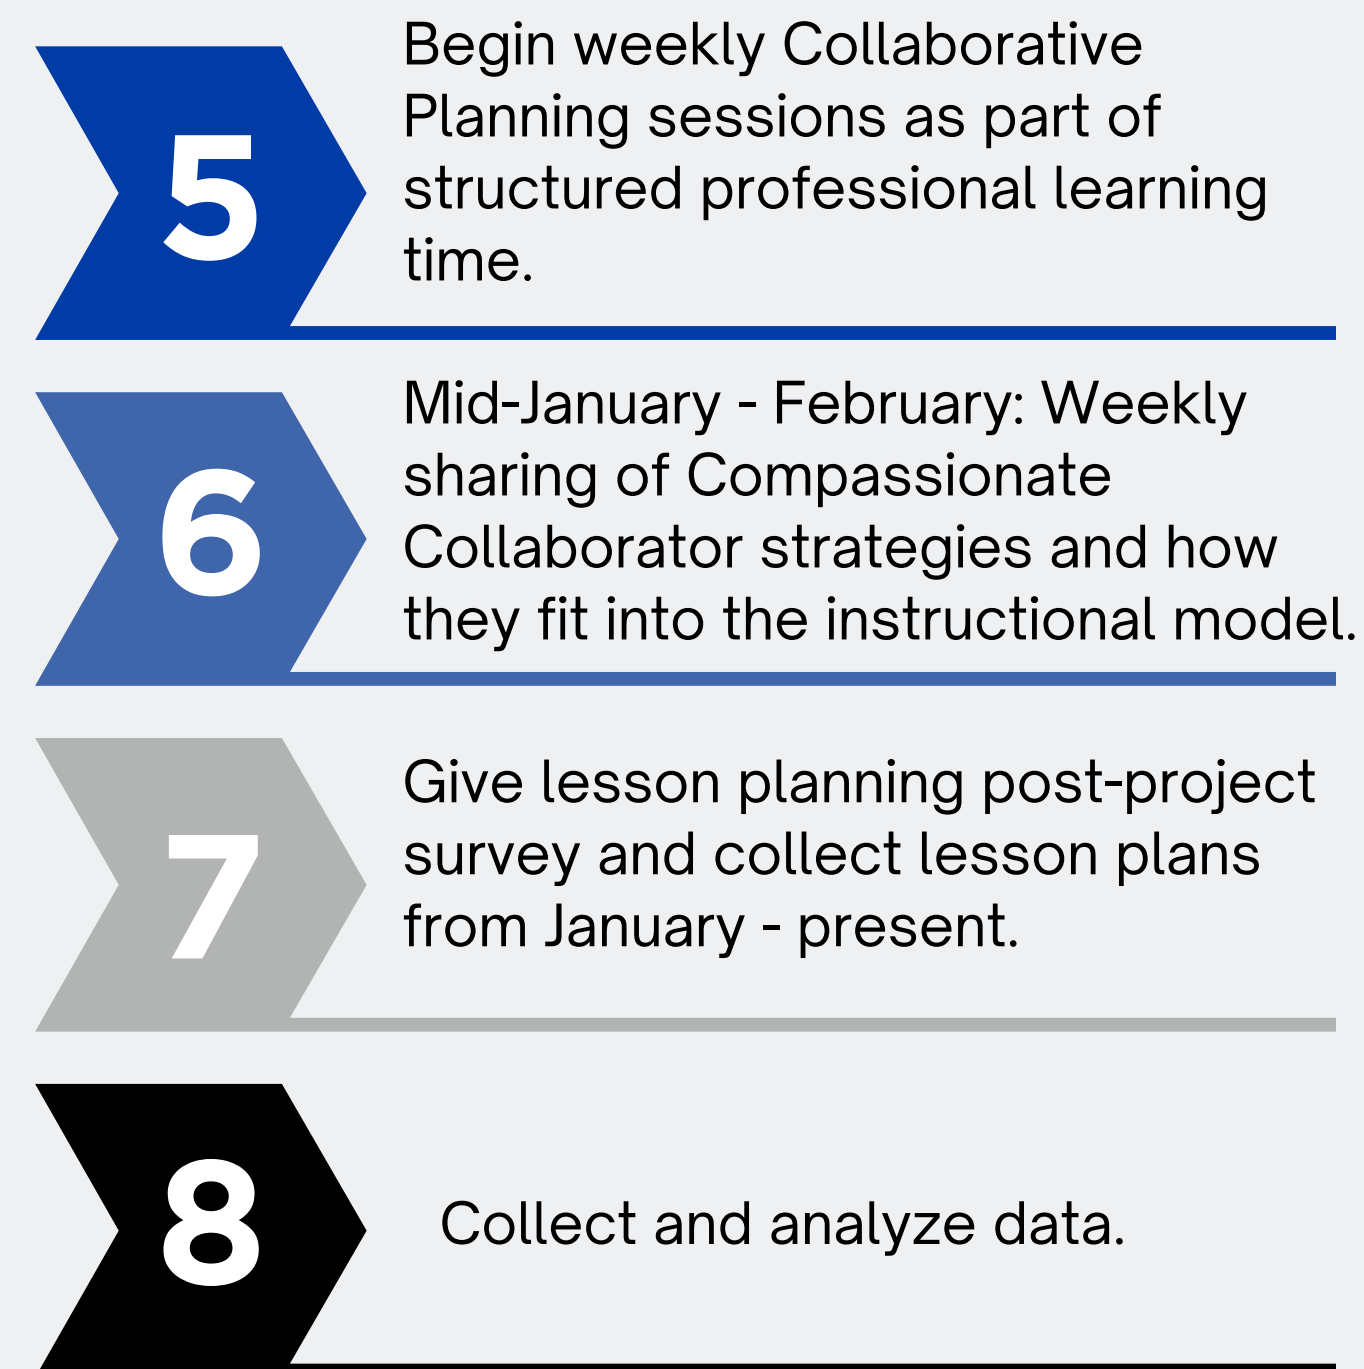 5
Begin weekly Collaborative
Planning sessions as part of
structured professional learning
time.
6
Mid-January - February: Weekly
sharing of Compassionate
Collaborator strategies and how
they fit into the instructional model.
7
Give lesson planning post-project
survey and collect lesson plans
from January - present.
8
Collect and analyze data.